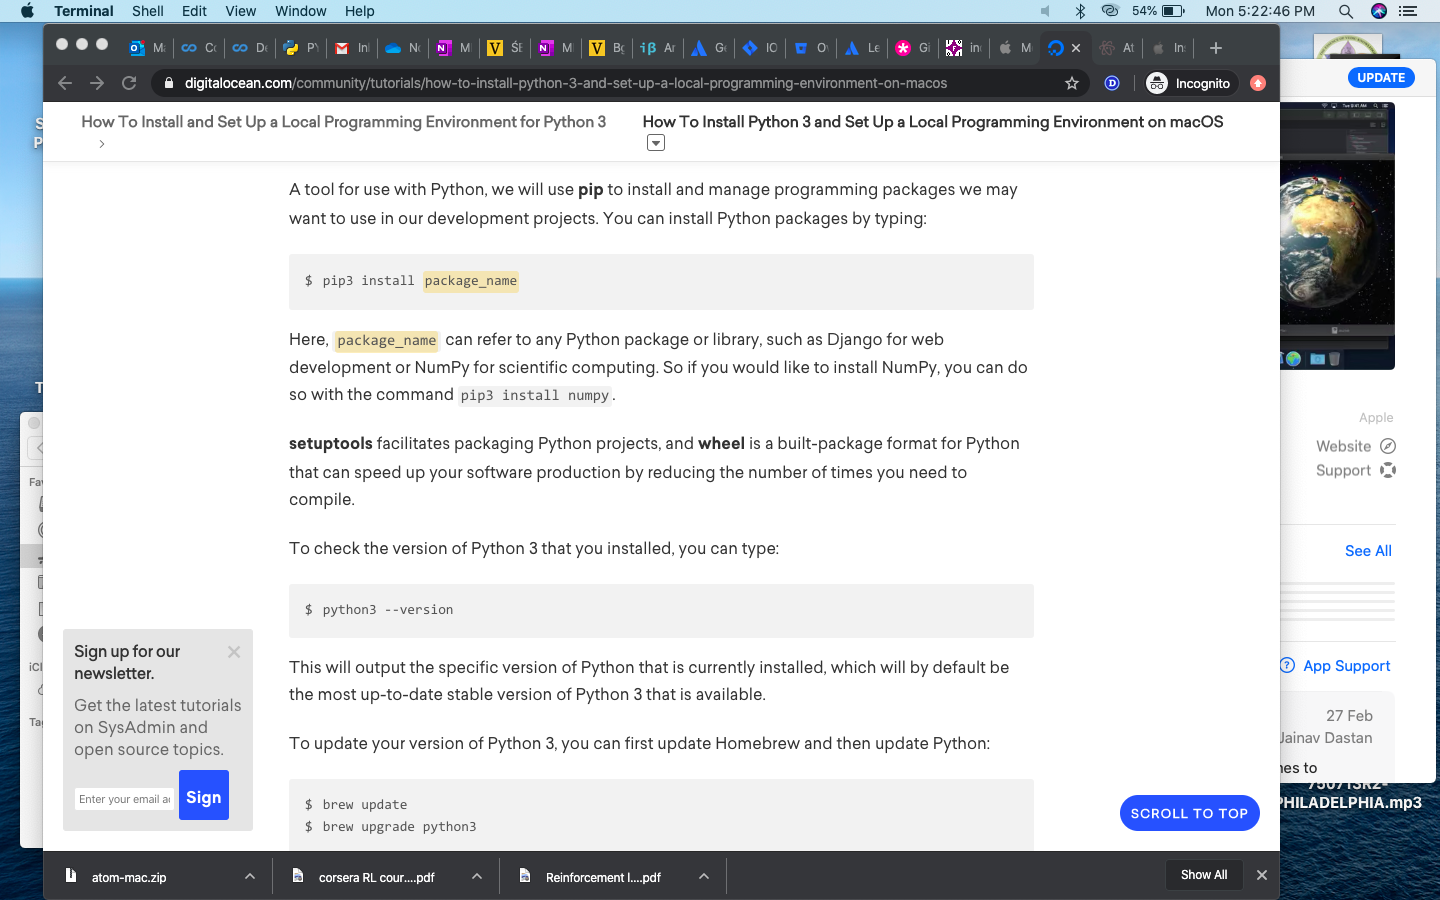 Terminal Shell Edit View Window Help 54% Mon 5:22:46 PM
digitalocean.com/community/tutorials/how-to-install-python-3-and-set-up-a-local-programming-environment-on-macos
Incognito
UPDATE
How To Install and Set Up a Local Programming Environment for Python 3
How To Install Python 3 and Set Up a Local Programming Environment on macOS
A tool for use with Python, we will use pip to install and manage programming packages we may
want to use in our development projects. You can install Python packages by typing:
$ pip3 install package_name
Here, package_name can refer to any Python package or library, such as Django for web
development or NumPy for scientific computing. So if you would like to install NumPy, you can do
so with the command pip3 install numpy.
setuptools facilitates packaging Python projects, and wheel is a built-package format for Python
that can speed up your software production by reducing the number of times you need to
compile.
To check the version of Python 3 that you installed, you can type:
$ python3 --version
This will output the specific version of Python that is currently installed, which will by default be
the most up-to-date stable version of Python 3 that is available.
To update your version of Python 3, you can first update Homebrew and then update Python:
$ brew update
$ brew upgrade python3
Sign up for our
newsletter.
Get the latest tutorials
on SysAdmin and
open source topics.
Enter your email a
Sign
SCROLL TO TOP
Apple
Website
Support
See All
App Support
27 Feb
Jainav Dastan
nes to
75071SR2-
PHILADELPHIA.mp3
Fav
iCl
Tag
atom-mac.zip
corsera RL cour....pdf
Reinforcement l....pdf
Show All